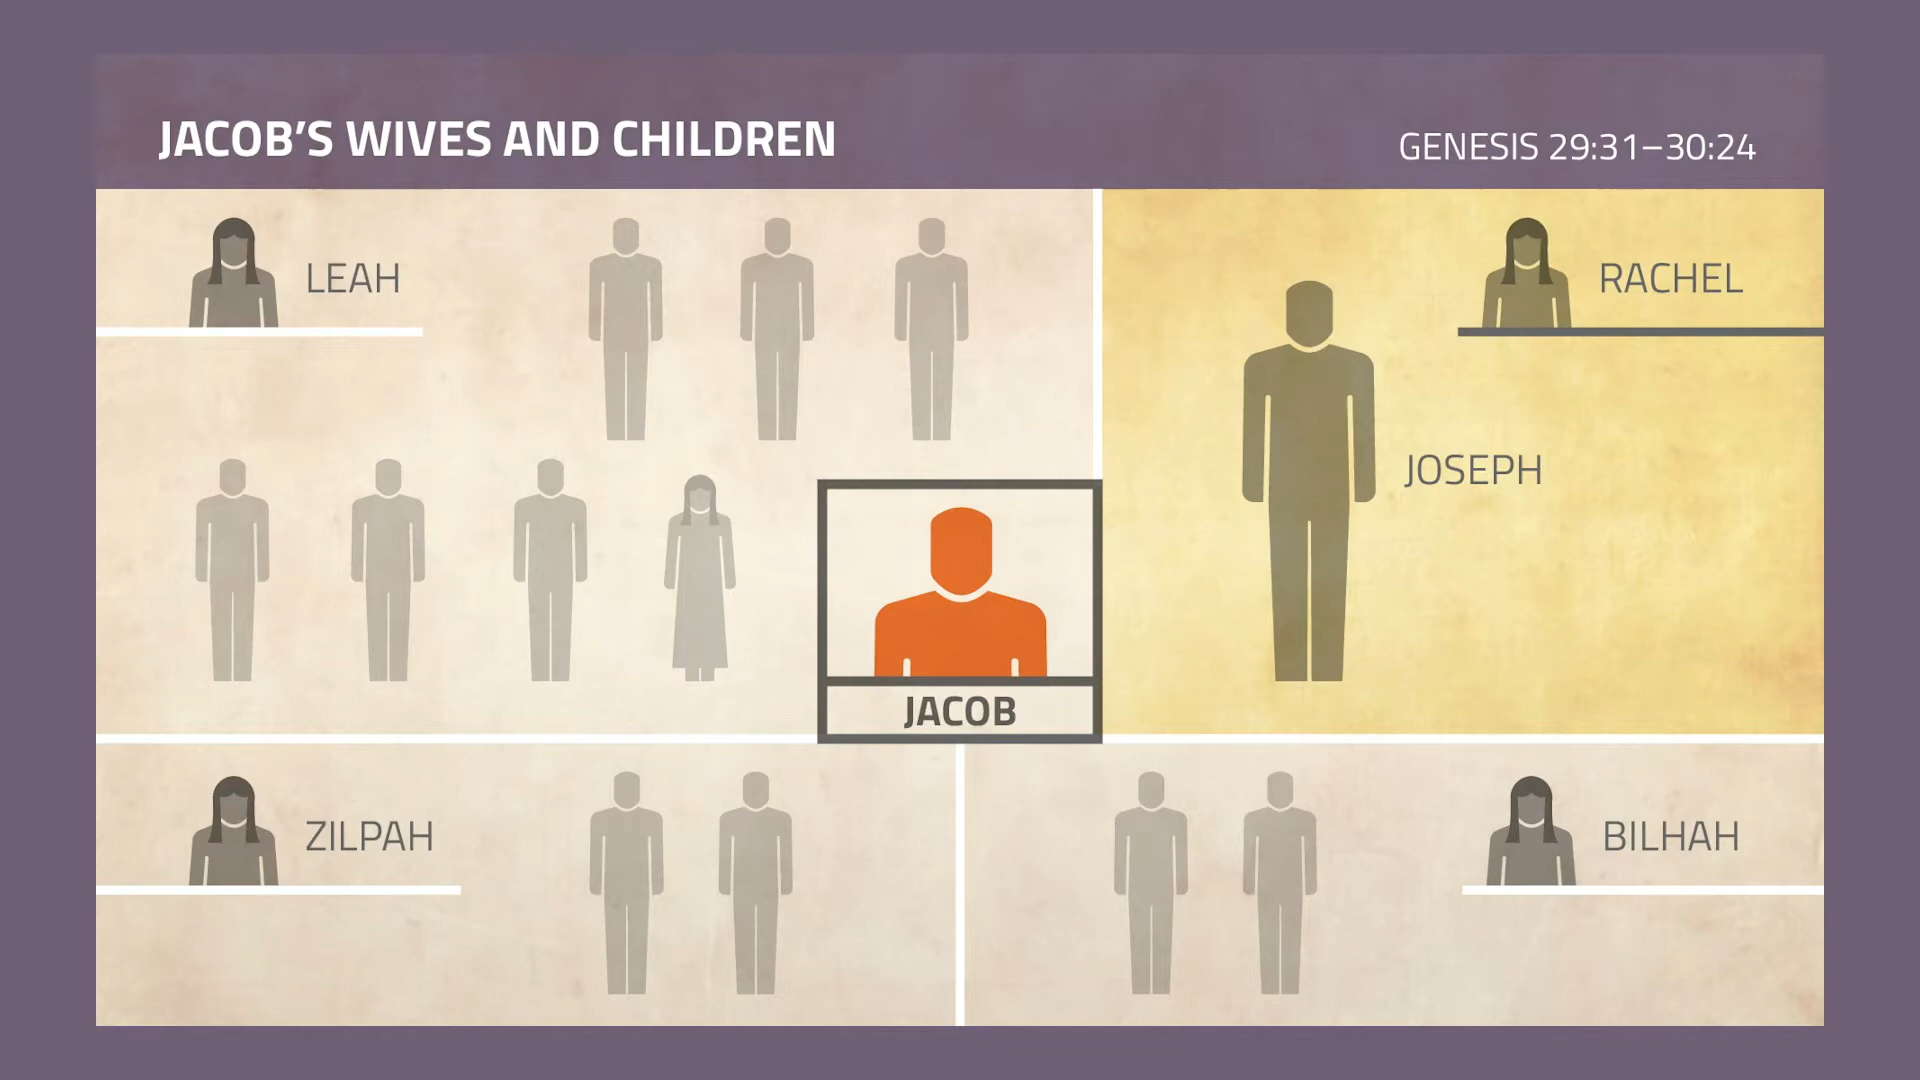 JACOB'S WIVES AND CHILDREN
GENESIS 29:31–30:24
LEAH
RACHEL
JOSEPH
JACOB
ZILPAH
BILHAH